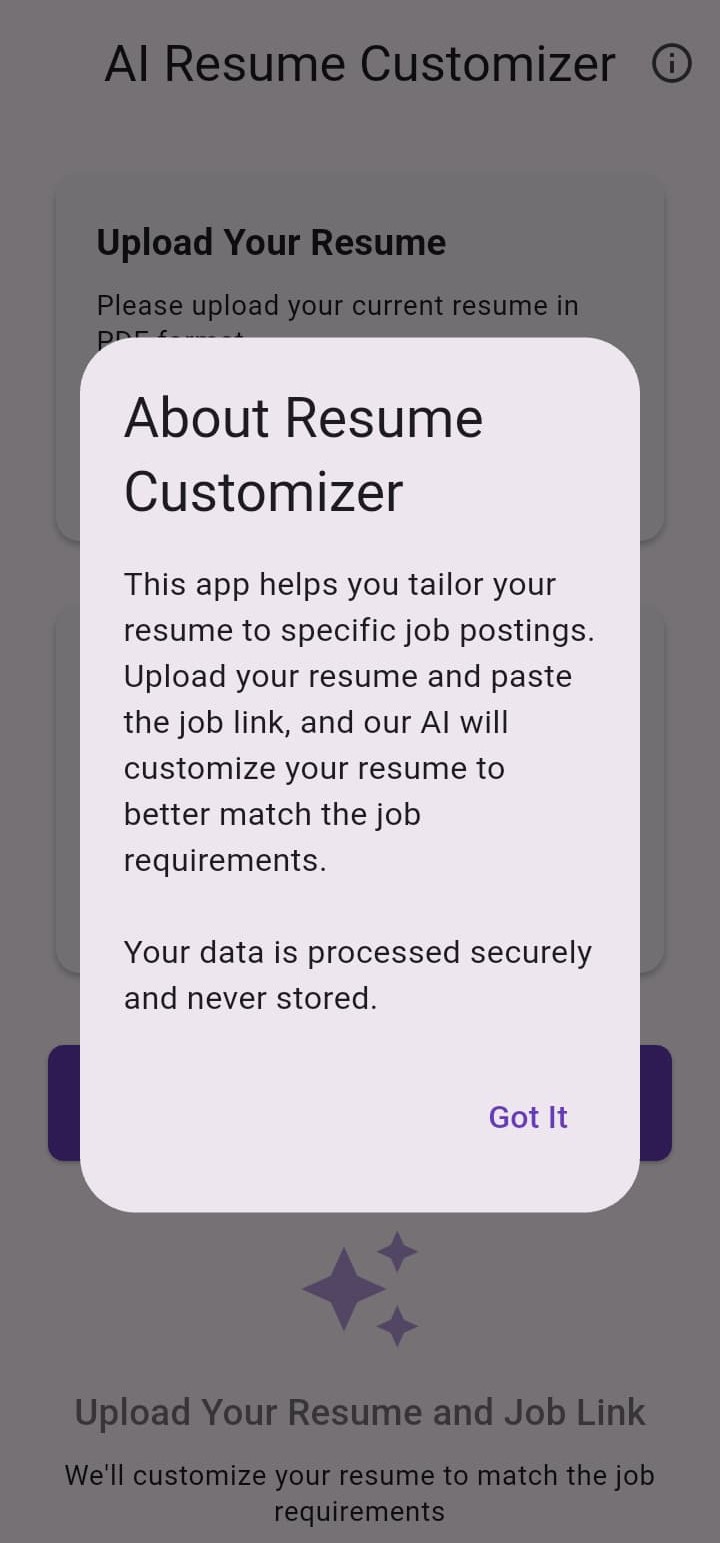 AI Resume Customizer
Upload Your Resume
Please upload your current resume in
PDF format
About Resume
Customizer
This app helps you tailor your
resume to specific job postings.
Upload your resume and paste
the job link, and our AI will
customize your resume to
better match the job
requirements.
Your data is processed securely
and never stored.
Got It
Upload Your Resume and Job Link
We'll customize your resume to match the job
requirements